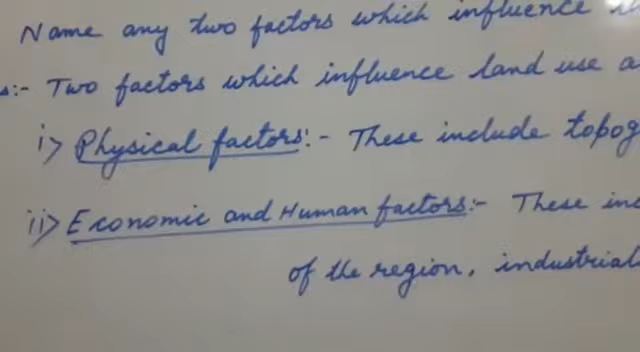 Name any two factors which influence
s:- Two factors which influence land use a
i> Physical factors:- These include topog
ii> Economic and Human factors:- These inc
of the region, industrial